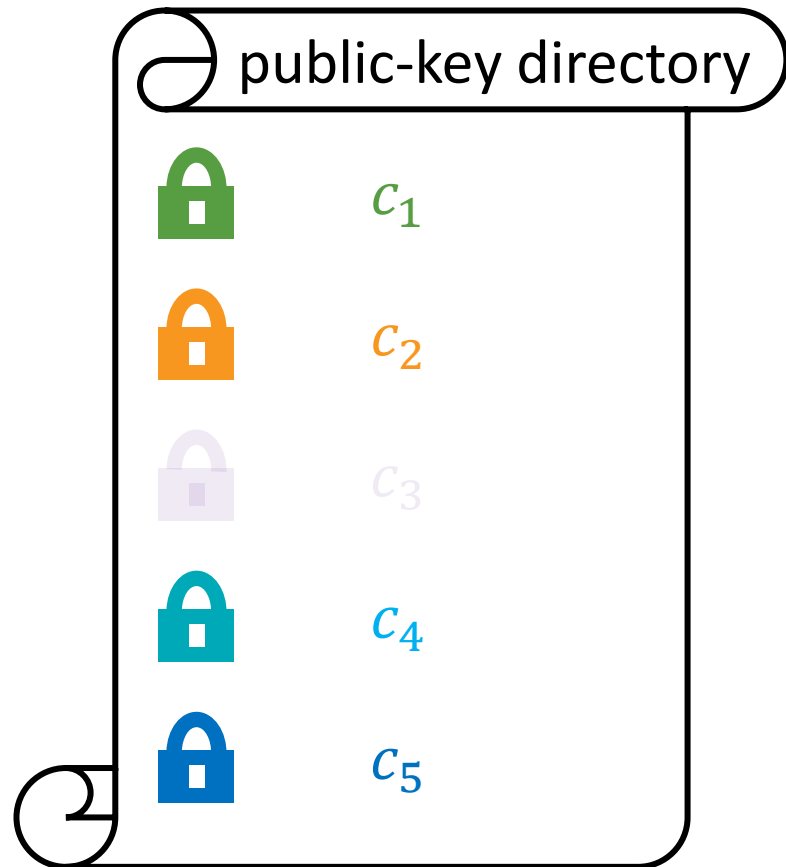 public-key directory
c₁
c₂
c₃
c₄
c₅